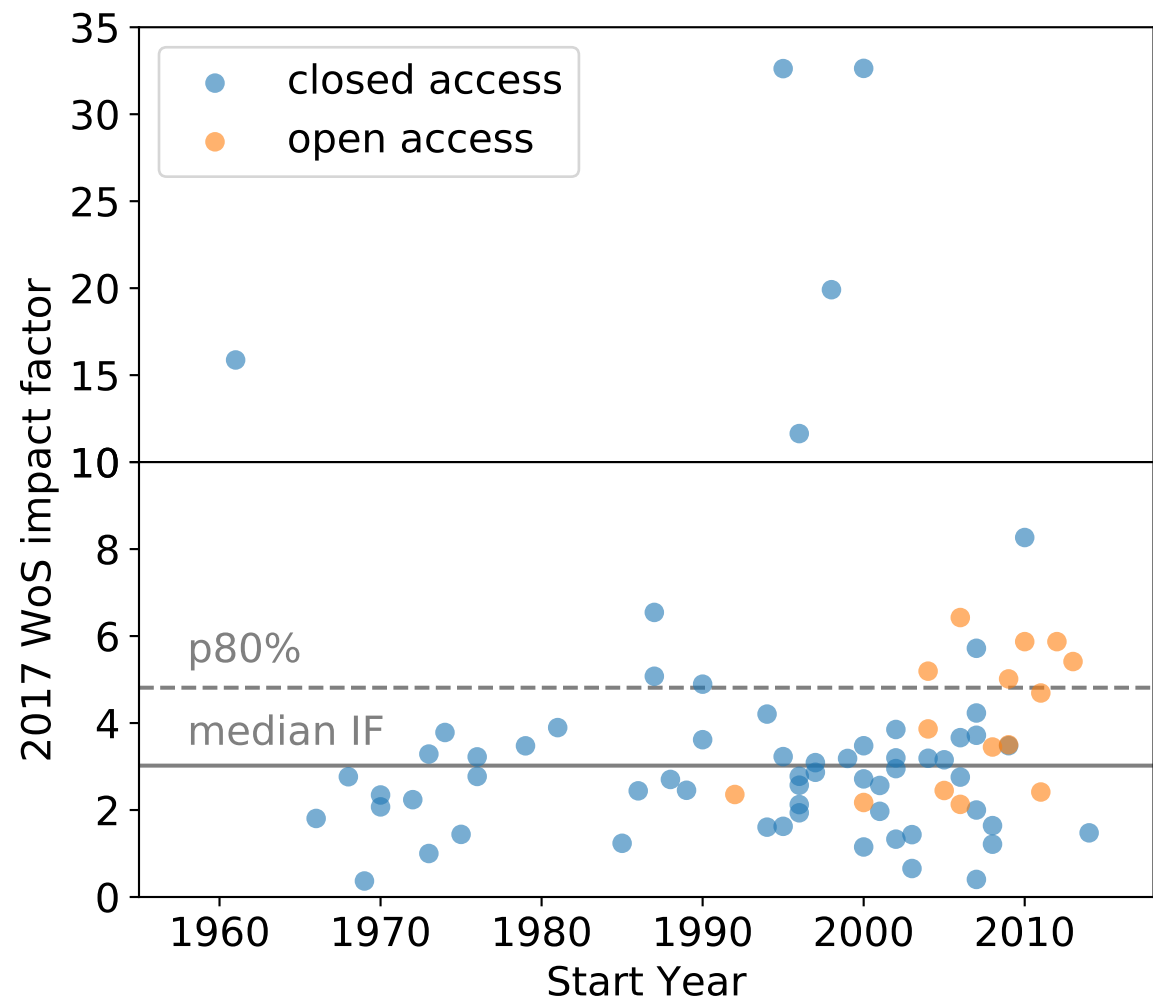 35
30
25
20
15
10
8
6
4
2
0
closed access
open access
2017 WoS impact factor
p80%
median IF
1960 1970 1980 1990 2000 2010
Start Year